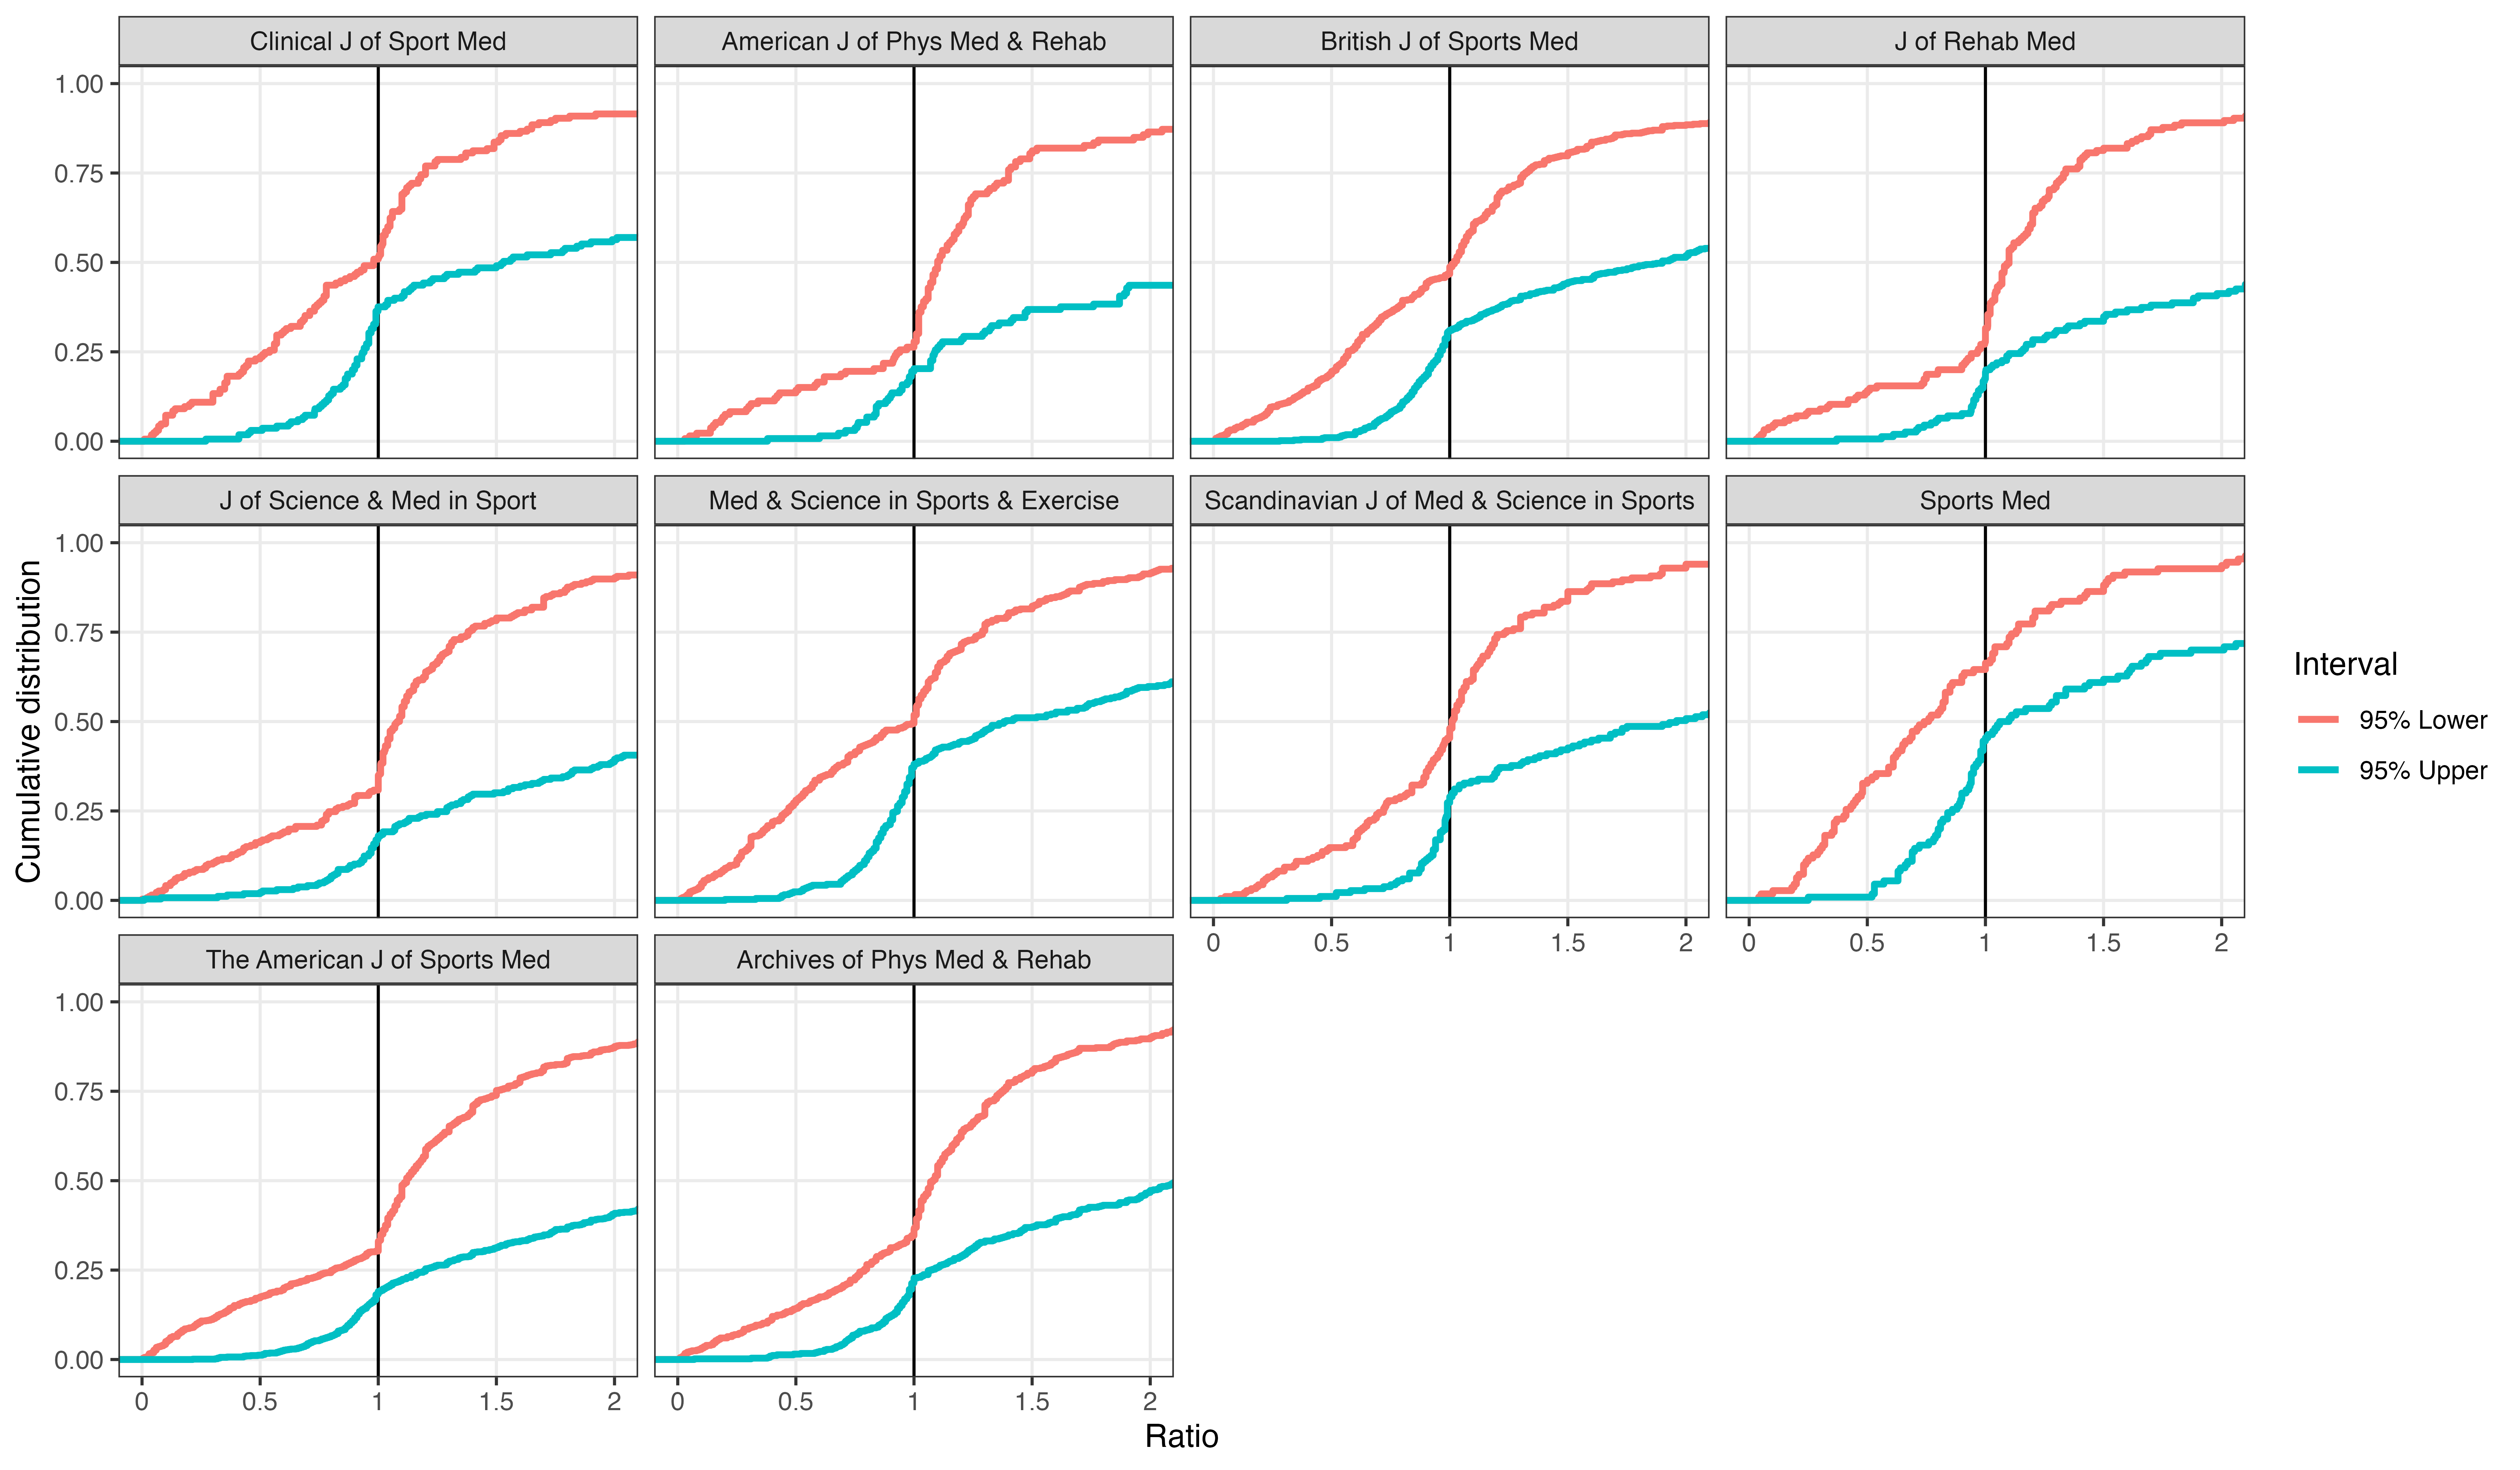 Clinical J of Sport Med
American J of Phys Med & Rehab
British J of Sports Med
J of Rehab Med
1.00
0.75
0.50
0.25
0.00
J of Science & Med in Sport
Med & Science in Sports & Exercise
Scandinavian J of Med & Science in Sports
Sports Med
1.00
0.75
0.50
0.25
0.00
0 0.5 1 1.5 2
0 0.5 1 1.5 2
The American J of Sports Med
Archives of Phys Med & Rehab
1.00
0.75
0.50
0.25
0.00
0 0.5 1 1.5 2
0 0.5 1 1.5 2
Cumulative distribution
Ratio
Interval
95% Lower
95% Upper